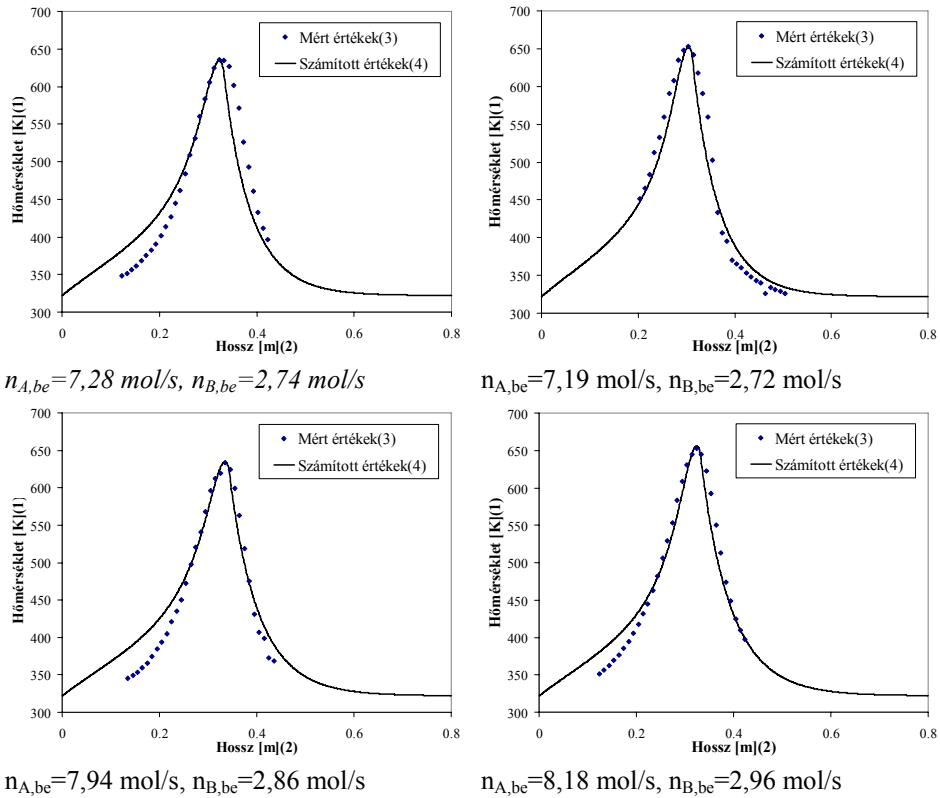 700
650
600
550
500
450
400
350
300
Hőmérséklet [K](1)
Mért értékek(3)
Számított értékek(4)
0
0.2
0.4
0.6
0.8
Hossz [m](2)
n_A,be=7,28 mol/s, n_B,be=2,74 mol/s
700
650
600
550
500
450
400
350
300
Hőmérséklet [K](1)
Mért értékek(3)
Számított értékek(4)
0
0.2
0.4
0.6
0.8
Hossz [m](2)
n_A,be=7,19 mol/s, n_B,be=2,72 mol/s
700
650
600
550
500
450
400
350
300
Hőmérséklet [K](1)
Mért értékek(3)
Számított értékek(4)
0
0.2
0.4
0.6
0.8
Hossz [m](2)
n_A,be=7,94 mol/s, n_B,be=2,86 mol/s
700
650
600
550
500
450
400
350
300
Hőmérséklet [K](1)
Mért értékek(3)
Számított értékek(4)
0
0.2
0.4
0.6
0.8
Hossz [m](2)
n_A,be=8,18 mol/s, n_B,be=2,96 mol/s